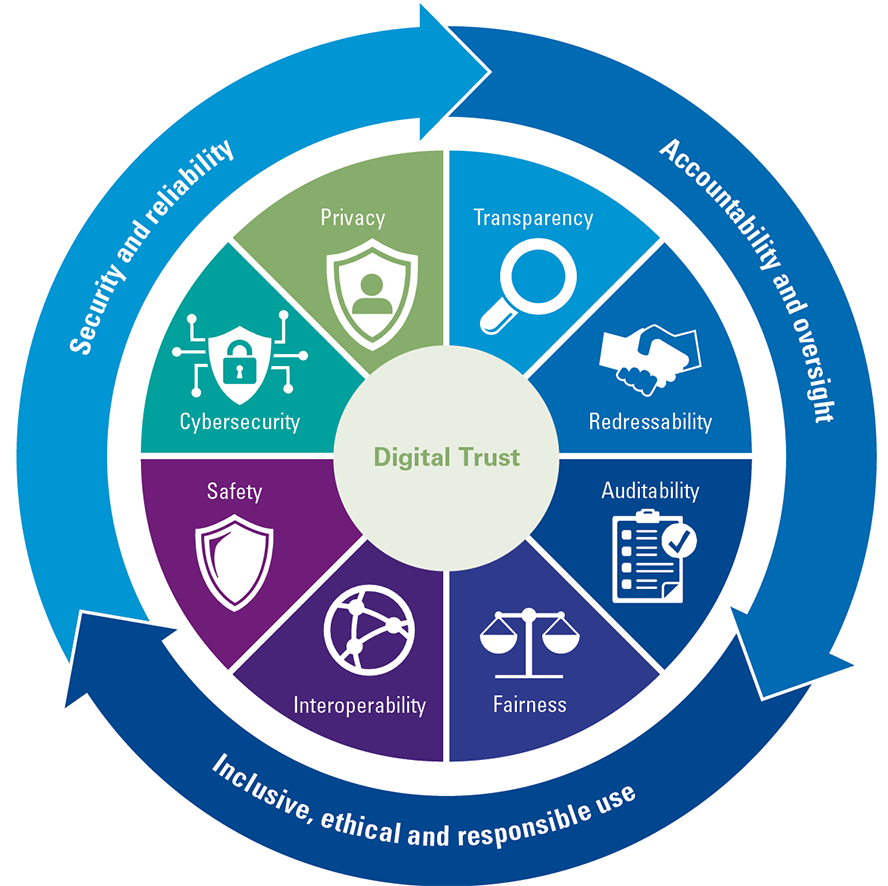 Security and reliability
Accountability and oversight
Privacy
Transparency
Cybersecurity
Redressability
Digital Trust
Safety
Auditability
Interoperability
Fairness
Inclusive, ethical and responsible use